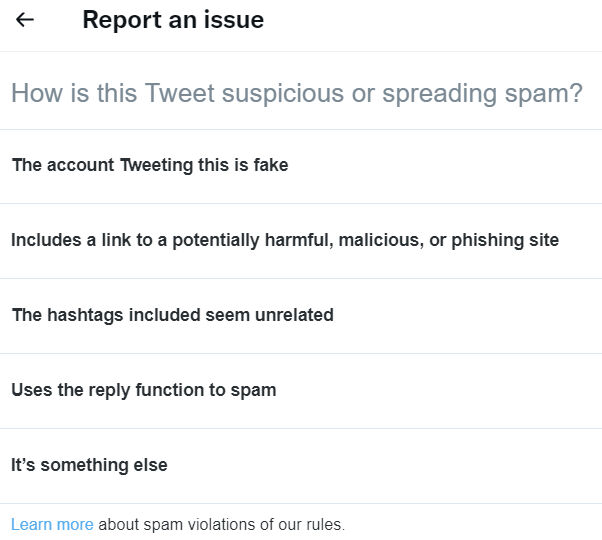 Report an issue
How is this Tweet suspicious or spreading spam?
The account Tweeting this is fake
Includes a link to a potentially harmful, malicious, or phishing site
The hashtags included seem unrelated
Uses the reply function to spam
It’s something else
Learn more about spam violations of our rules.